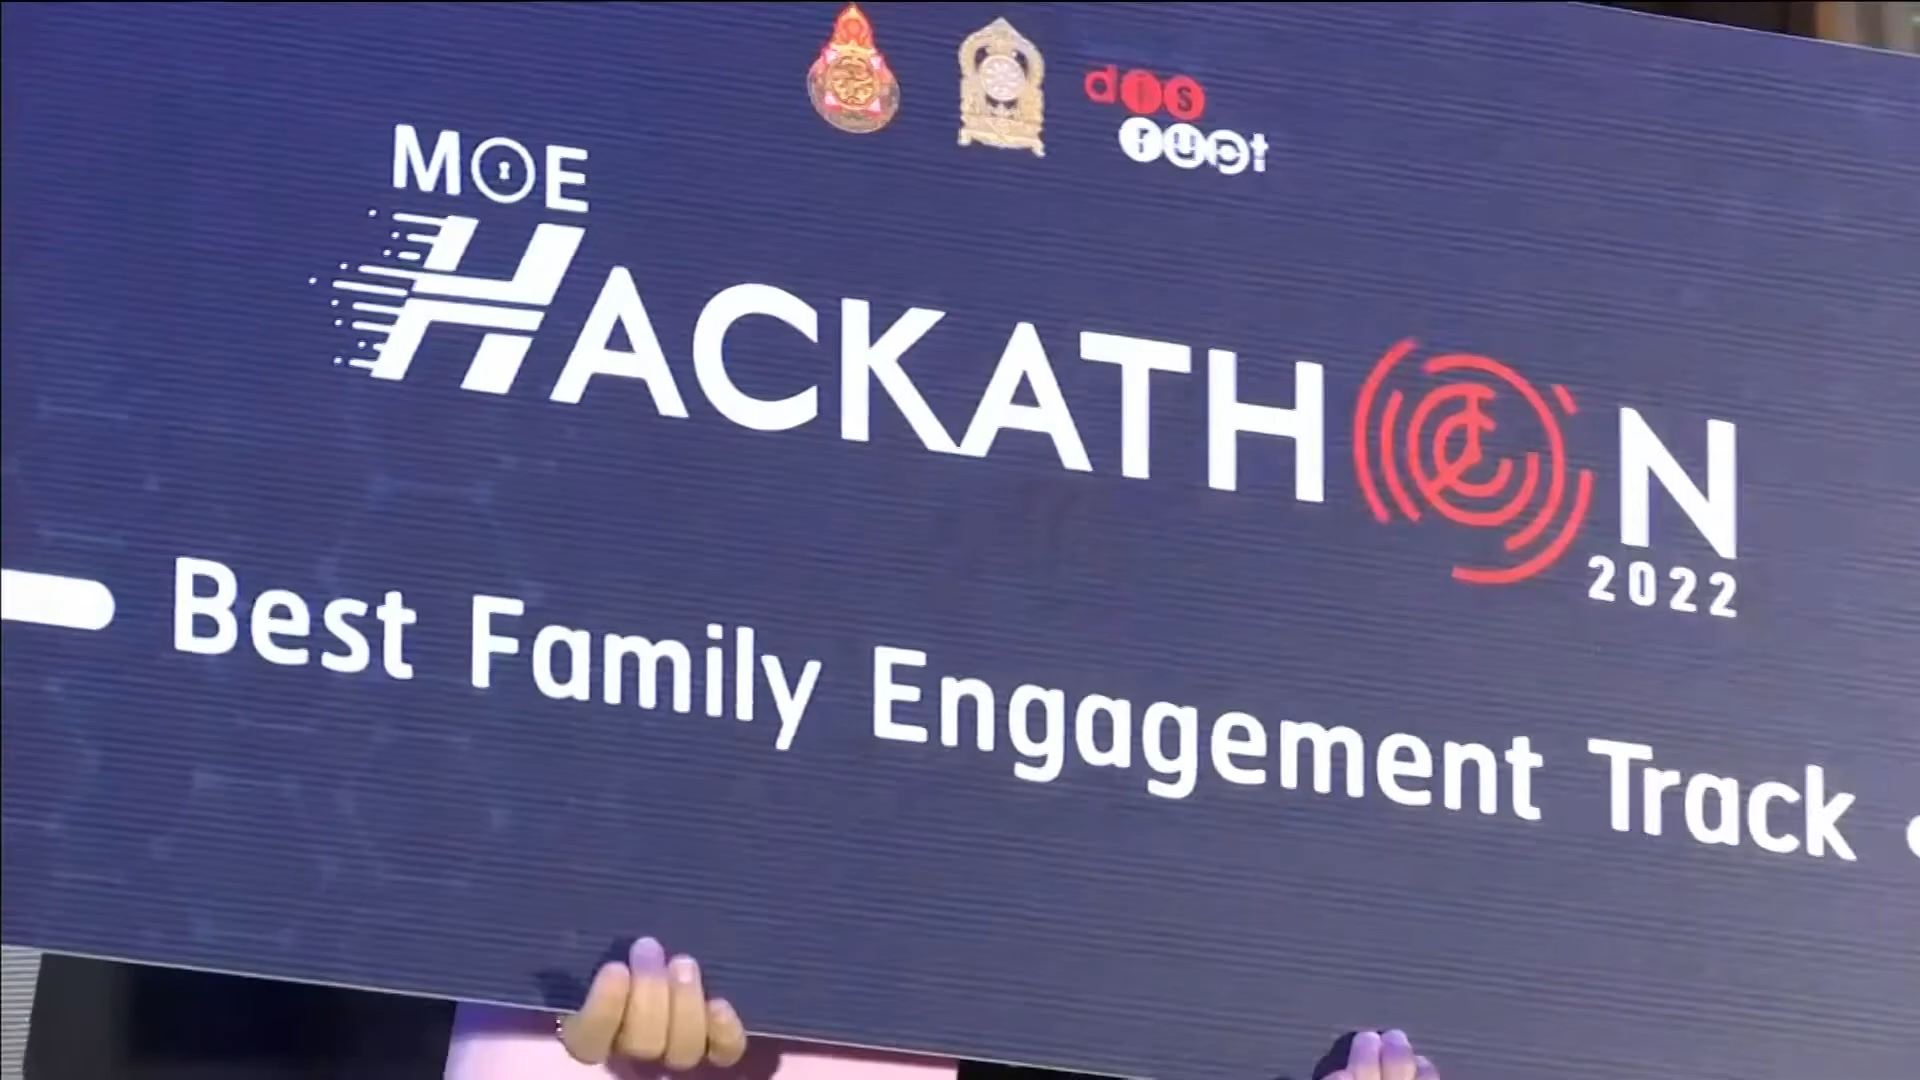 dis
rupt
MOE
HACKATHON
2022
Best Family Engagement Track